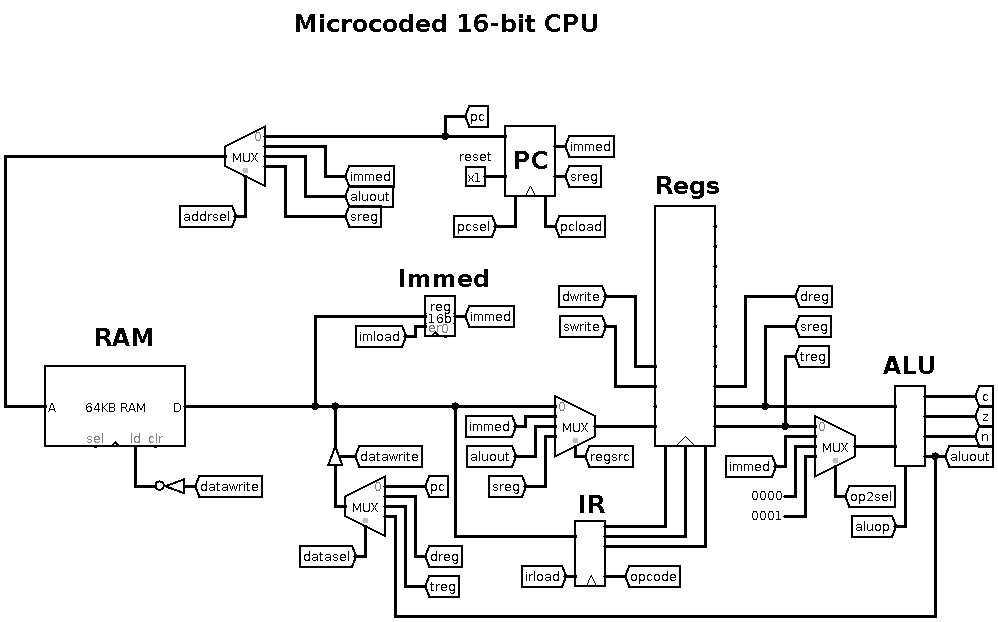 Microcoded 16-bit CPU
pc
0
MUX
reset
x1
PC
immed
sreg
immed
aluout
sreg
addrsel
pcsel
pcload
Regs
Immed
reg
16b
en0
immed
imload
dwrite
swrite
dreg
sreg
treg
RAM
A
64KB RAM
D
sel
ld
clr
datawrite
datawrite
0
MUX
immed
aluout
sreg
regsrc
ALU
c
z
n
aluout
0
MUX
immed
0000
0001
op2sel
aluop
0
MUX
pc
dreg
treg
datasel
IR
irload
opcode